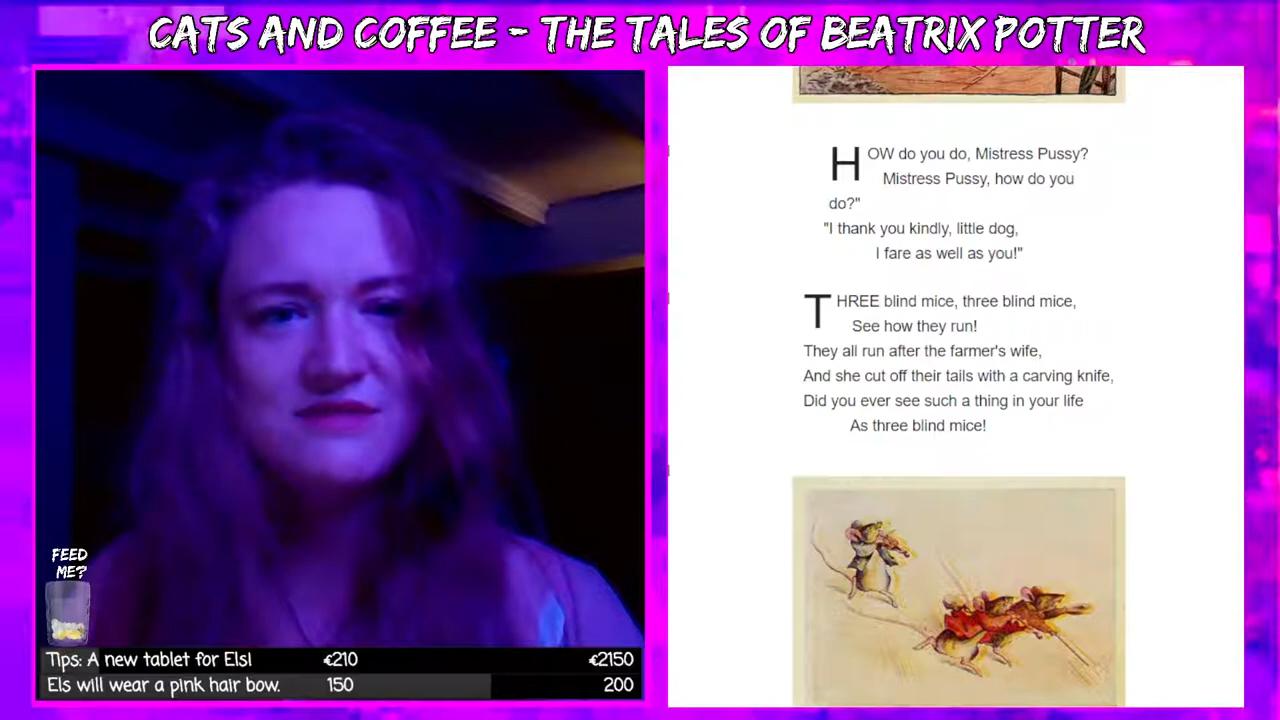 CATS AND COFFEE - THE TALES OF BEATRIX POTTER
HOW do you do, Mistress Pussy?
Mistress Pussy, how do you
do?"
"I thank you kindly, little dog,
I fare as well as you!"
THREE blind mice, three blind mice,
See how they run!
They all run after the farmer's wife,
And she cut off their tails with a carving knife,
Did you ever see such a thing in your life
As three blind mice!
FEED
ME?
Tips: A new tablet for Els! €210 €2150
Els will wear a pink hair bow. 150 200